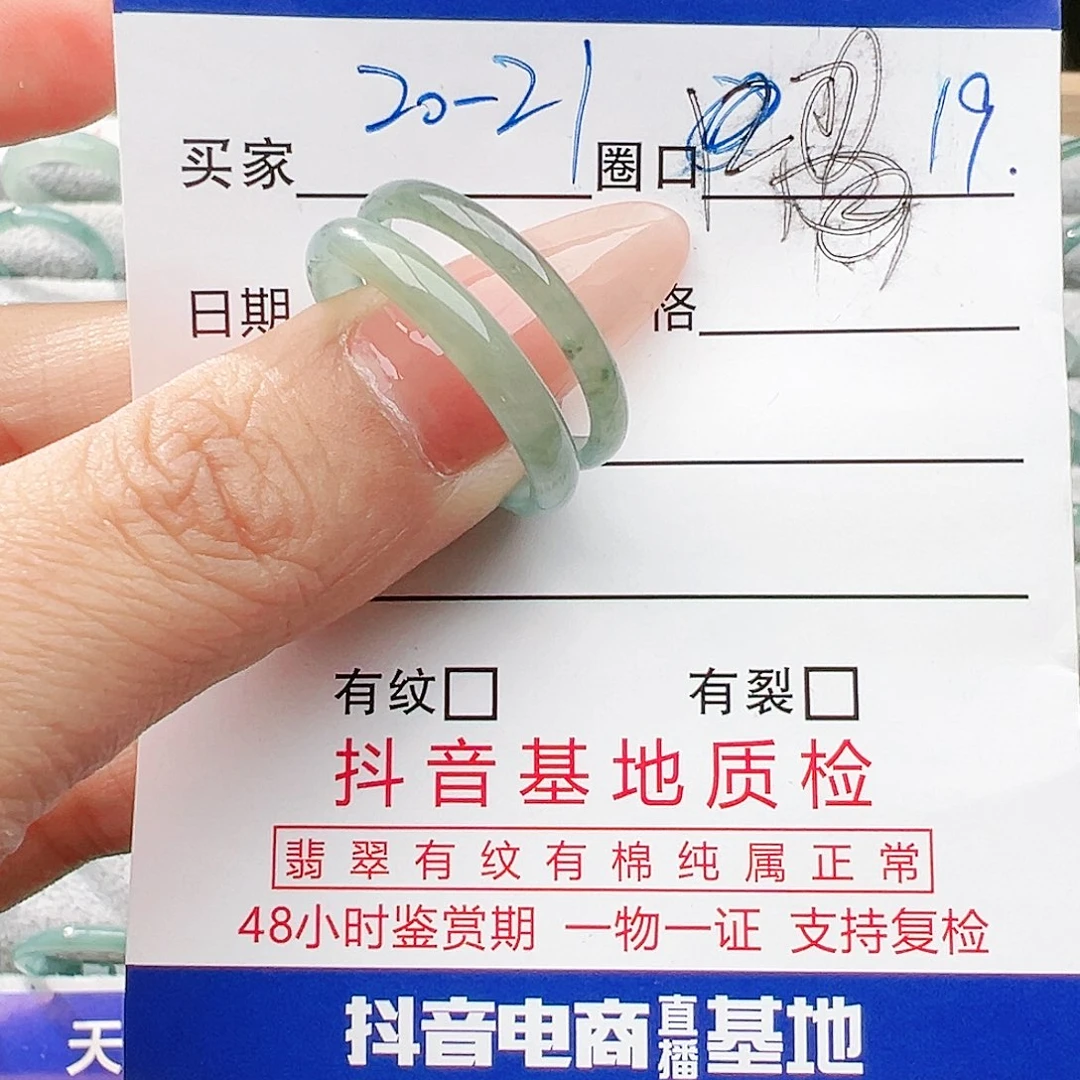 买家 20-21 圈口 19.
日期 格
有纹□ 有裂□
抖音基地质检
翡翠有纹有棉纯属正常
48小时鉴赏期 一物一证 支持复检
抖音电商直播基地
天